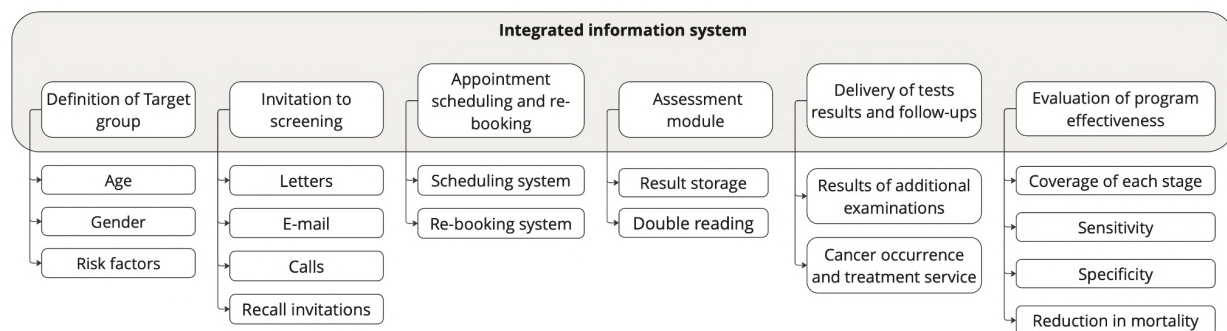 Integrated information system
Definition of Target
group
Invitation to
screening
Appointment
scheduling and re-
booking
Assessment
module
Delivery of tests
results and follow-ups
Evaluation of program
effectiveness
Age
Gender
Risk factors
Letters
E-mail
Calls
Recall invitations
Scheduling system
Re-booking system
Result storage
Double reading
Results of additional
examinations
Cancer occurrence
and treatment service
Coverage of each stage
Sensitivity
Specificity
Reduction in mortality